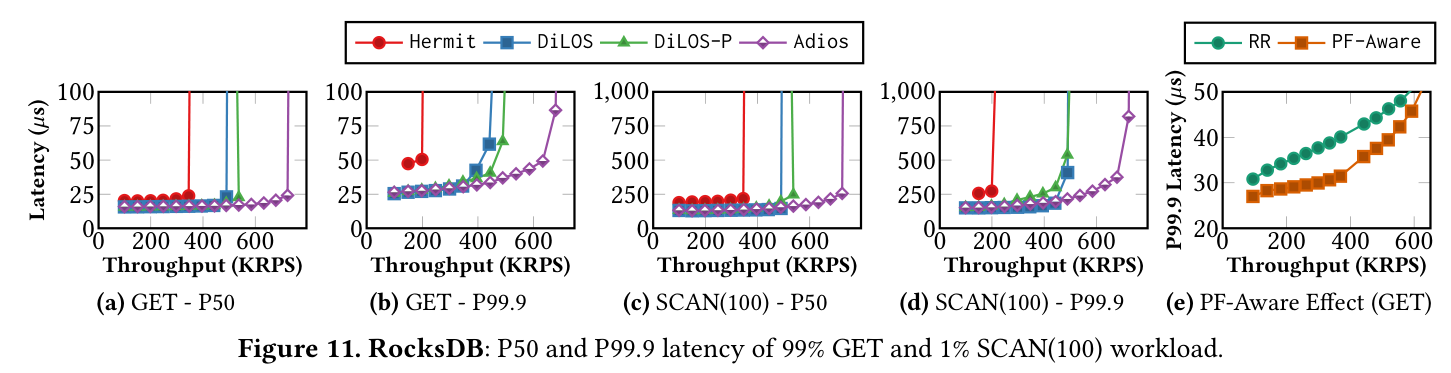 Hermit DiLOS DiLOS-P Adios
RR PF-Aware
Latency (μs)
100
75
50
25
0
0 200 400 600
Throughput (KRPS)
(a) GET - P50
100
75
50
25
0
0 200 400 600
Throughput (KRPS)
(b) GET - P99.9
1,000
750
500
250
0
0 200 400 600
Throughput (KRPS)
(c) SCAN(100) - P50
1,000
750
500
250
0
0 200 400 600
Throughput (KRPS)
(d) SCAN(100) - P99.9
P99.9 Latency (μs)
50
40
30
20
0 200 400 600
Throughput (KRPS)
(e) PF-Aware Effect (GET)
Figure 11. RocksDB: P50 and P99.9 latency of 99% GET and 1% SCAN(100) workload.